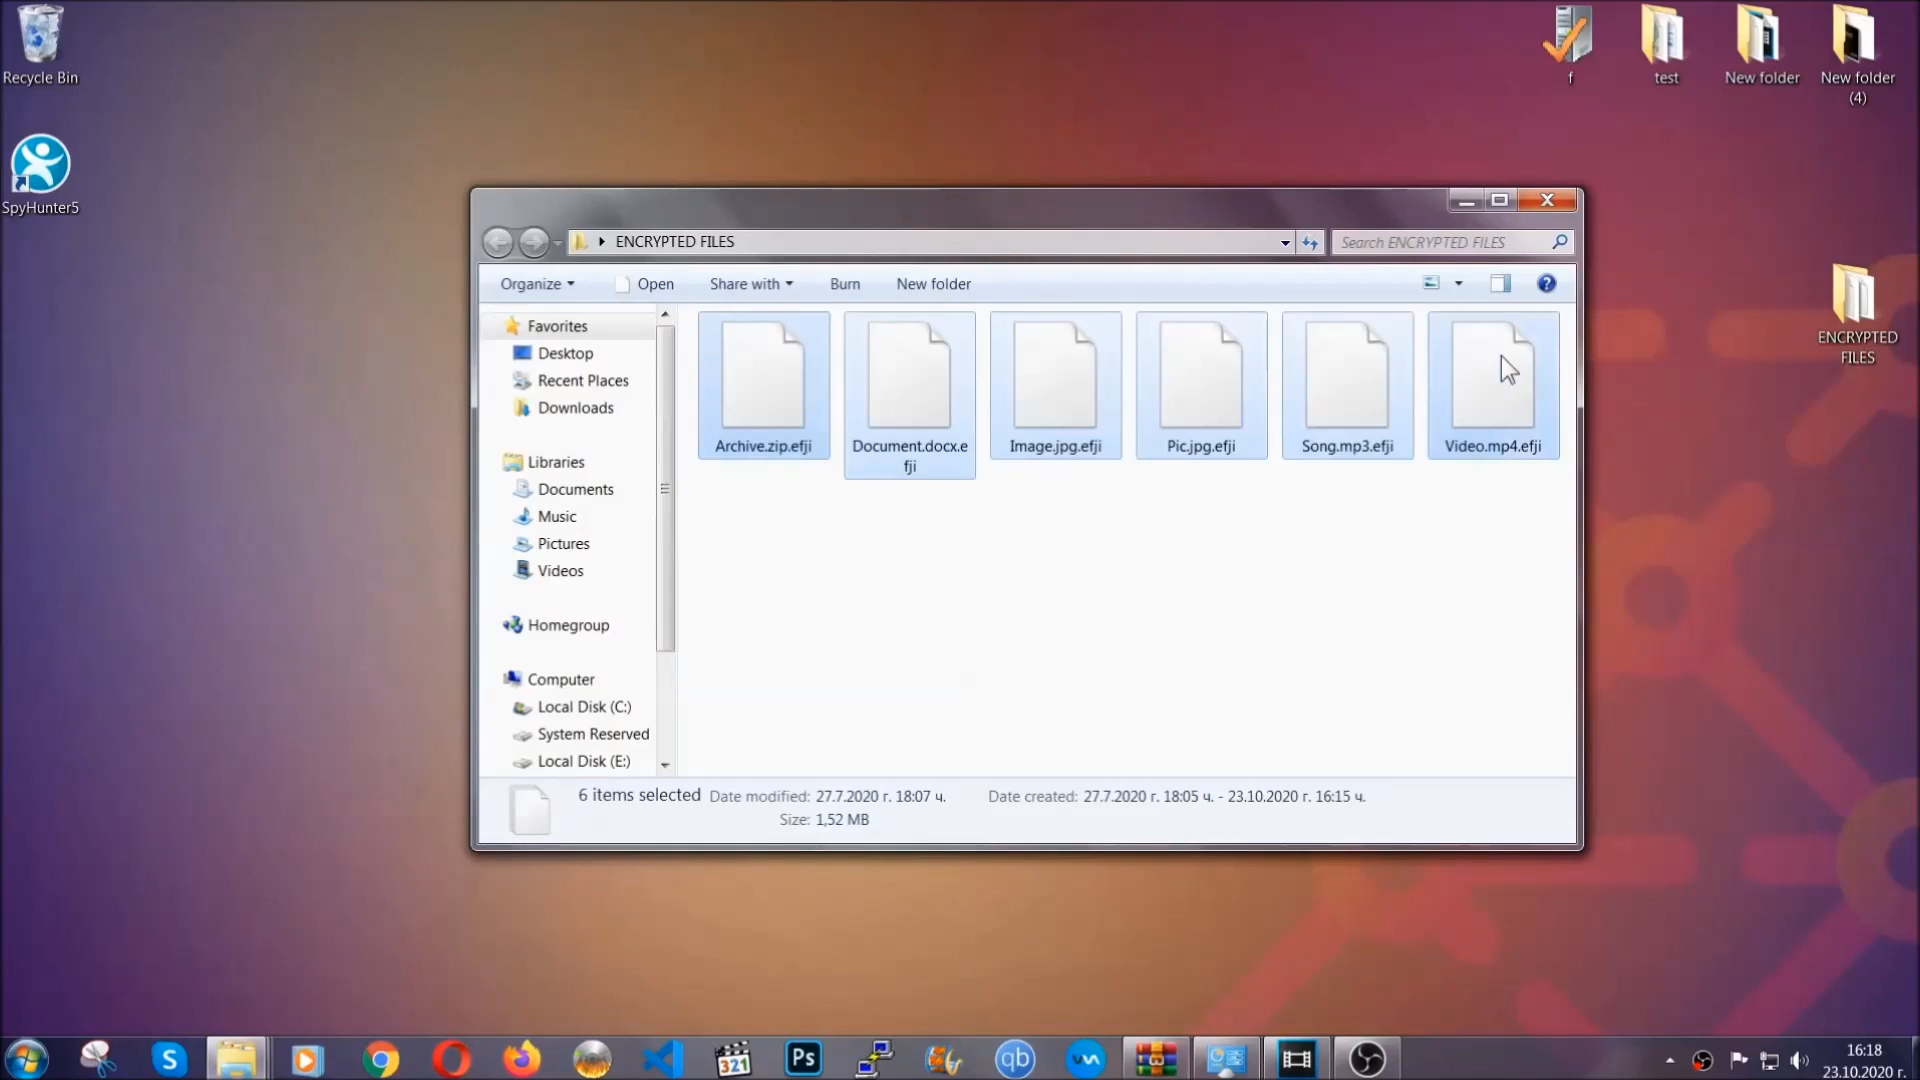 Recycle Bin
SpyHunter5
f
test
New folder
New folder
(4)
ENCRYPTED
FILES
ENCRYPTED FILES
Search ENCRYPTED FILES
Organize
Open
Share with
Burn
New folder
Favorites
Desktop
Recent Places
Downloads
Libraries
Documents
Music
Pictures
Videos
Homegroup
Computer
Local Disk (C:)
System Reserved
Local Disk (E:)
Archive.zip.efji
Document.docx.e
fji
Image.jpg.efji
Pic.jpg.efji
Song.mp3.efji
Video.mp4.efji
6 items selected
Date modified: 27.7.2020 г. 18:07 ч.
Date created: 27.7.2020 г. 18:05 ч. - 23.10.2020 г. 16:15 ч.
Size: 1,52 MB
S
321
Ps
qb
16:18
23.10.2020 г.